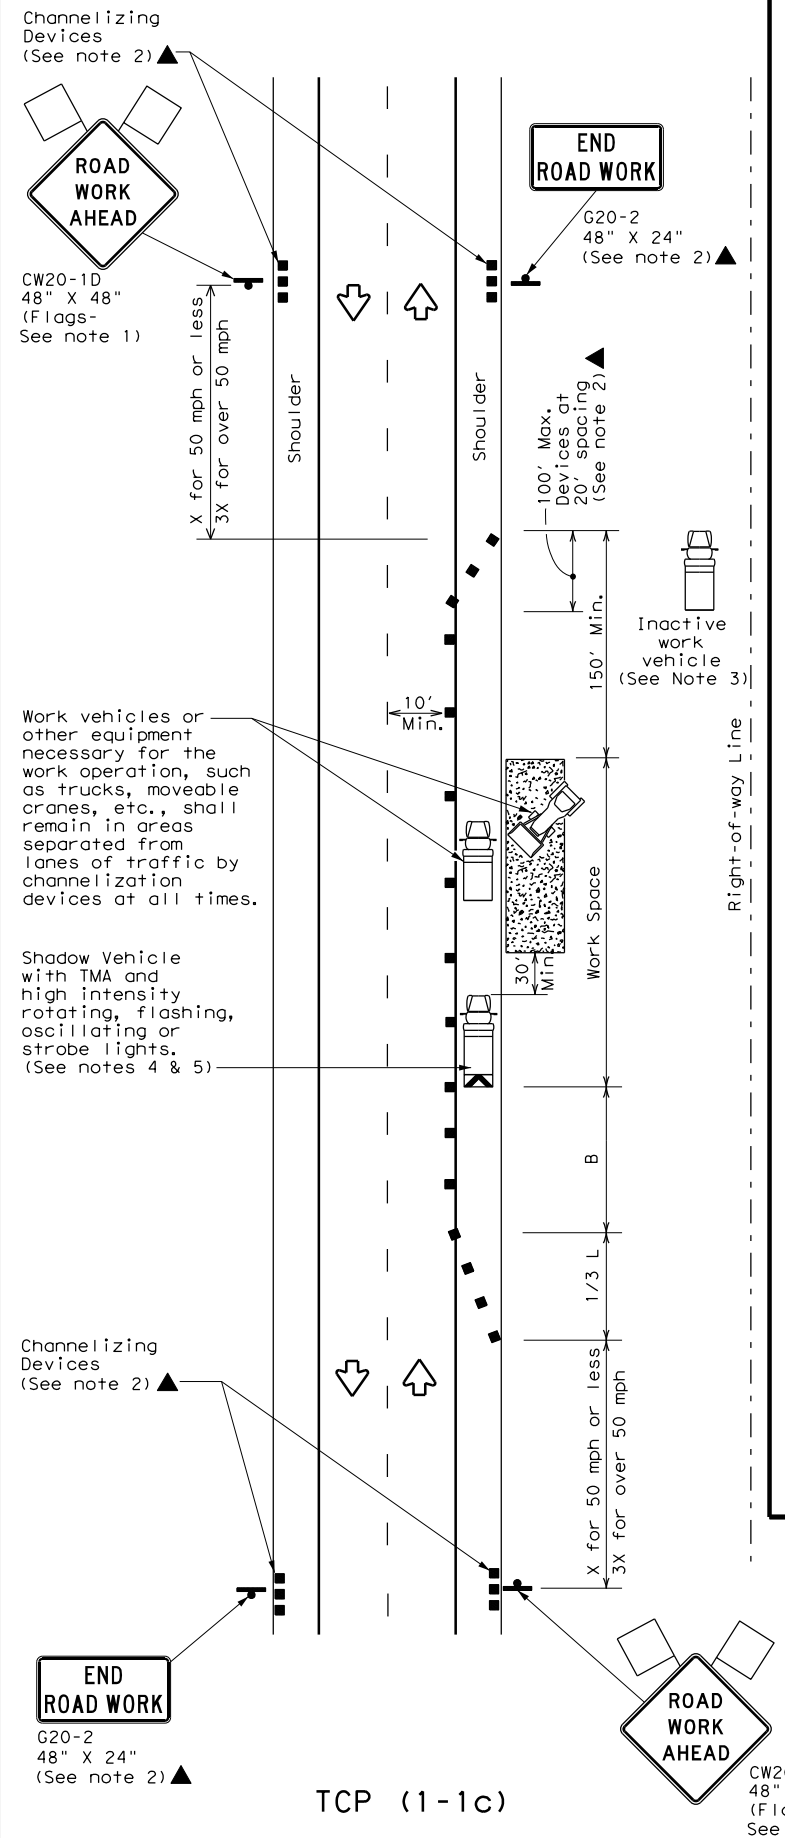 Channelizing
Devices
(See note 2)
ROAD
WORK
AHEAD
CW20-1D
48" X 48"
(Flags-
See note 1)
END
ROAD WORK
G20-2
48" X 24"
(See note 2)
X for 50 mph or less
3X for over 50 mph
Shoulder
Shoulder
100' Max.
Devices at
20' spacing
(See note 2)
150' Min.
Inactive
work
vehicle
(See Note 3)
10'
Min.
Work vehicles or
other equipment
necessary for the
work operation, such
as trucks, moveable
cranes, etc., shall
remain in areas
separated from
lanes of traffic by
channelization
devices at all times.
Right-of-way Line
Work Space
30'
Min.
Shadow Vehicle
with TMA and
high intensity
rotating, flashing,
oscillating or
strobe lights.
(See notes 4 & 5)
B
1/3 L
Channelizing
Devices
(See note 2)
X for 50 mph or less
3X for over 50 mph
END
ROAD WORK
G20-2
48" X 24"
(See note 2)
ROAD
WORK
AHEAD
48"
See
TCP (1-1c)